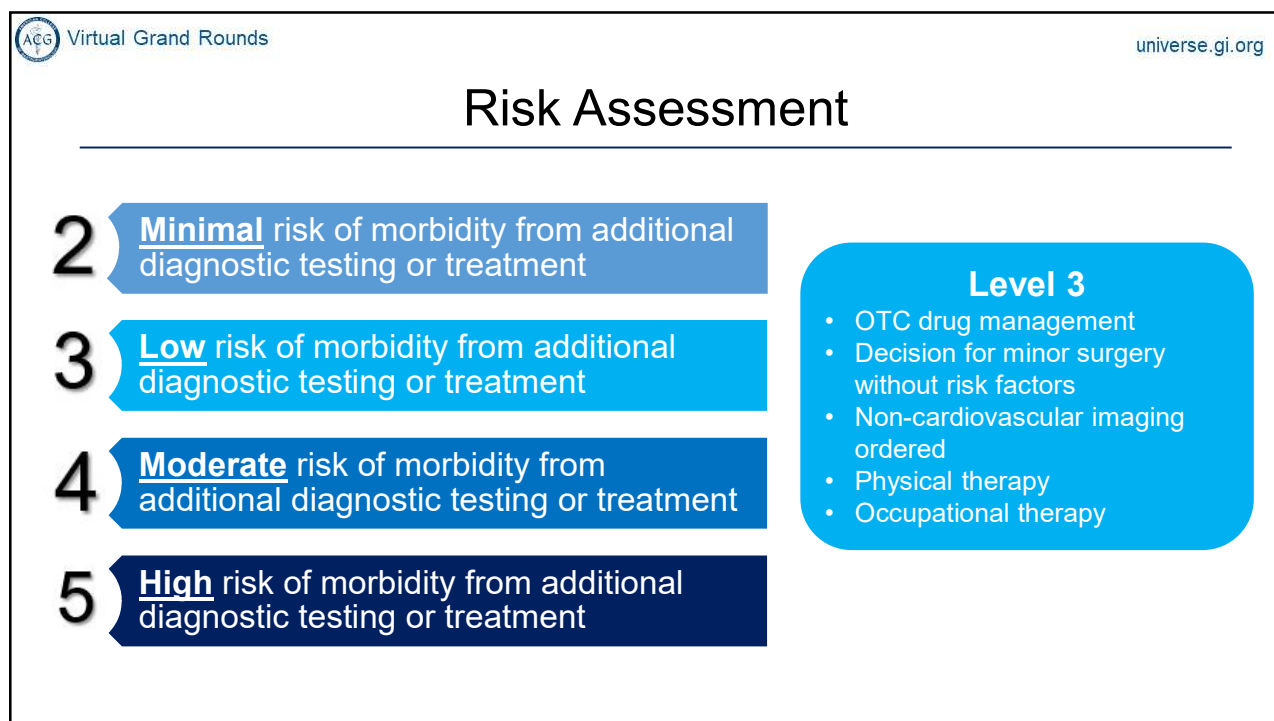 ACG Virtual Grand Rounds
universe.gi.org
Risk Assessment
2
Minimal risk of morbidity from additional
diagnostic testing or treatment
3
Low risk of morbidity from additional
diagnostic testing or treatment
4
Moderate risk of morbidity from
additional diagnostic testing or treatment
5
High risk of morbidity from additional
diagnostic testing or treatment
Level 3
• OTC drug management
• Decision for minor surgery
without risk factors
• Non-cardiovascular imaging
ordered
• Physical therapy
• Occupational therapy